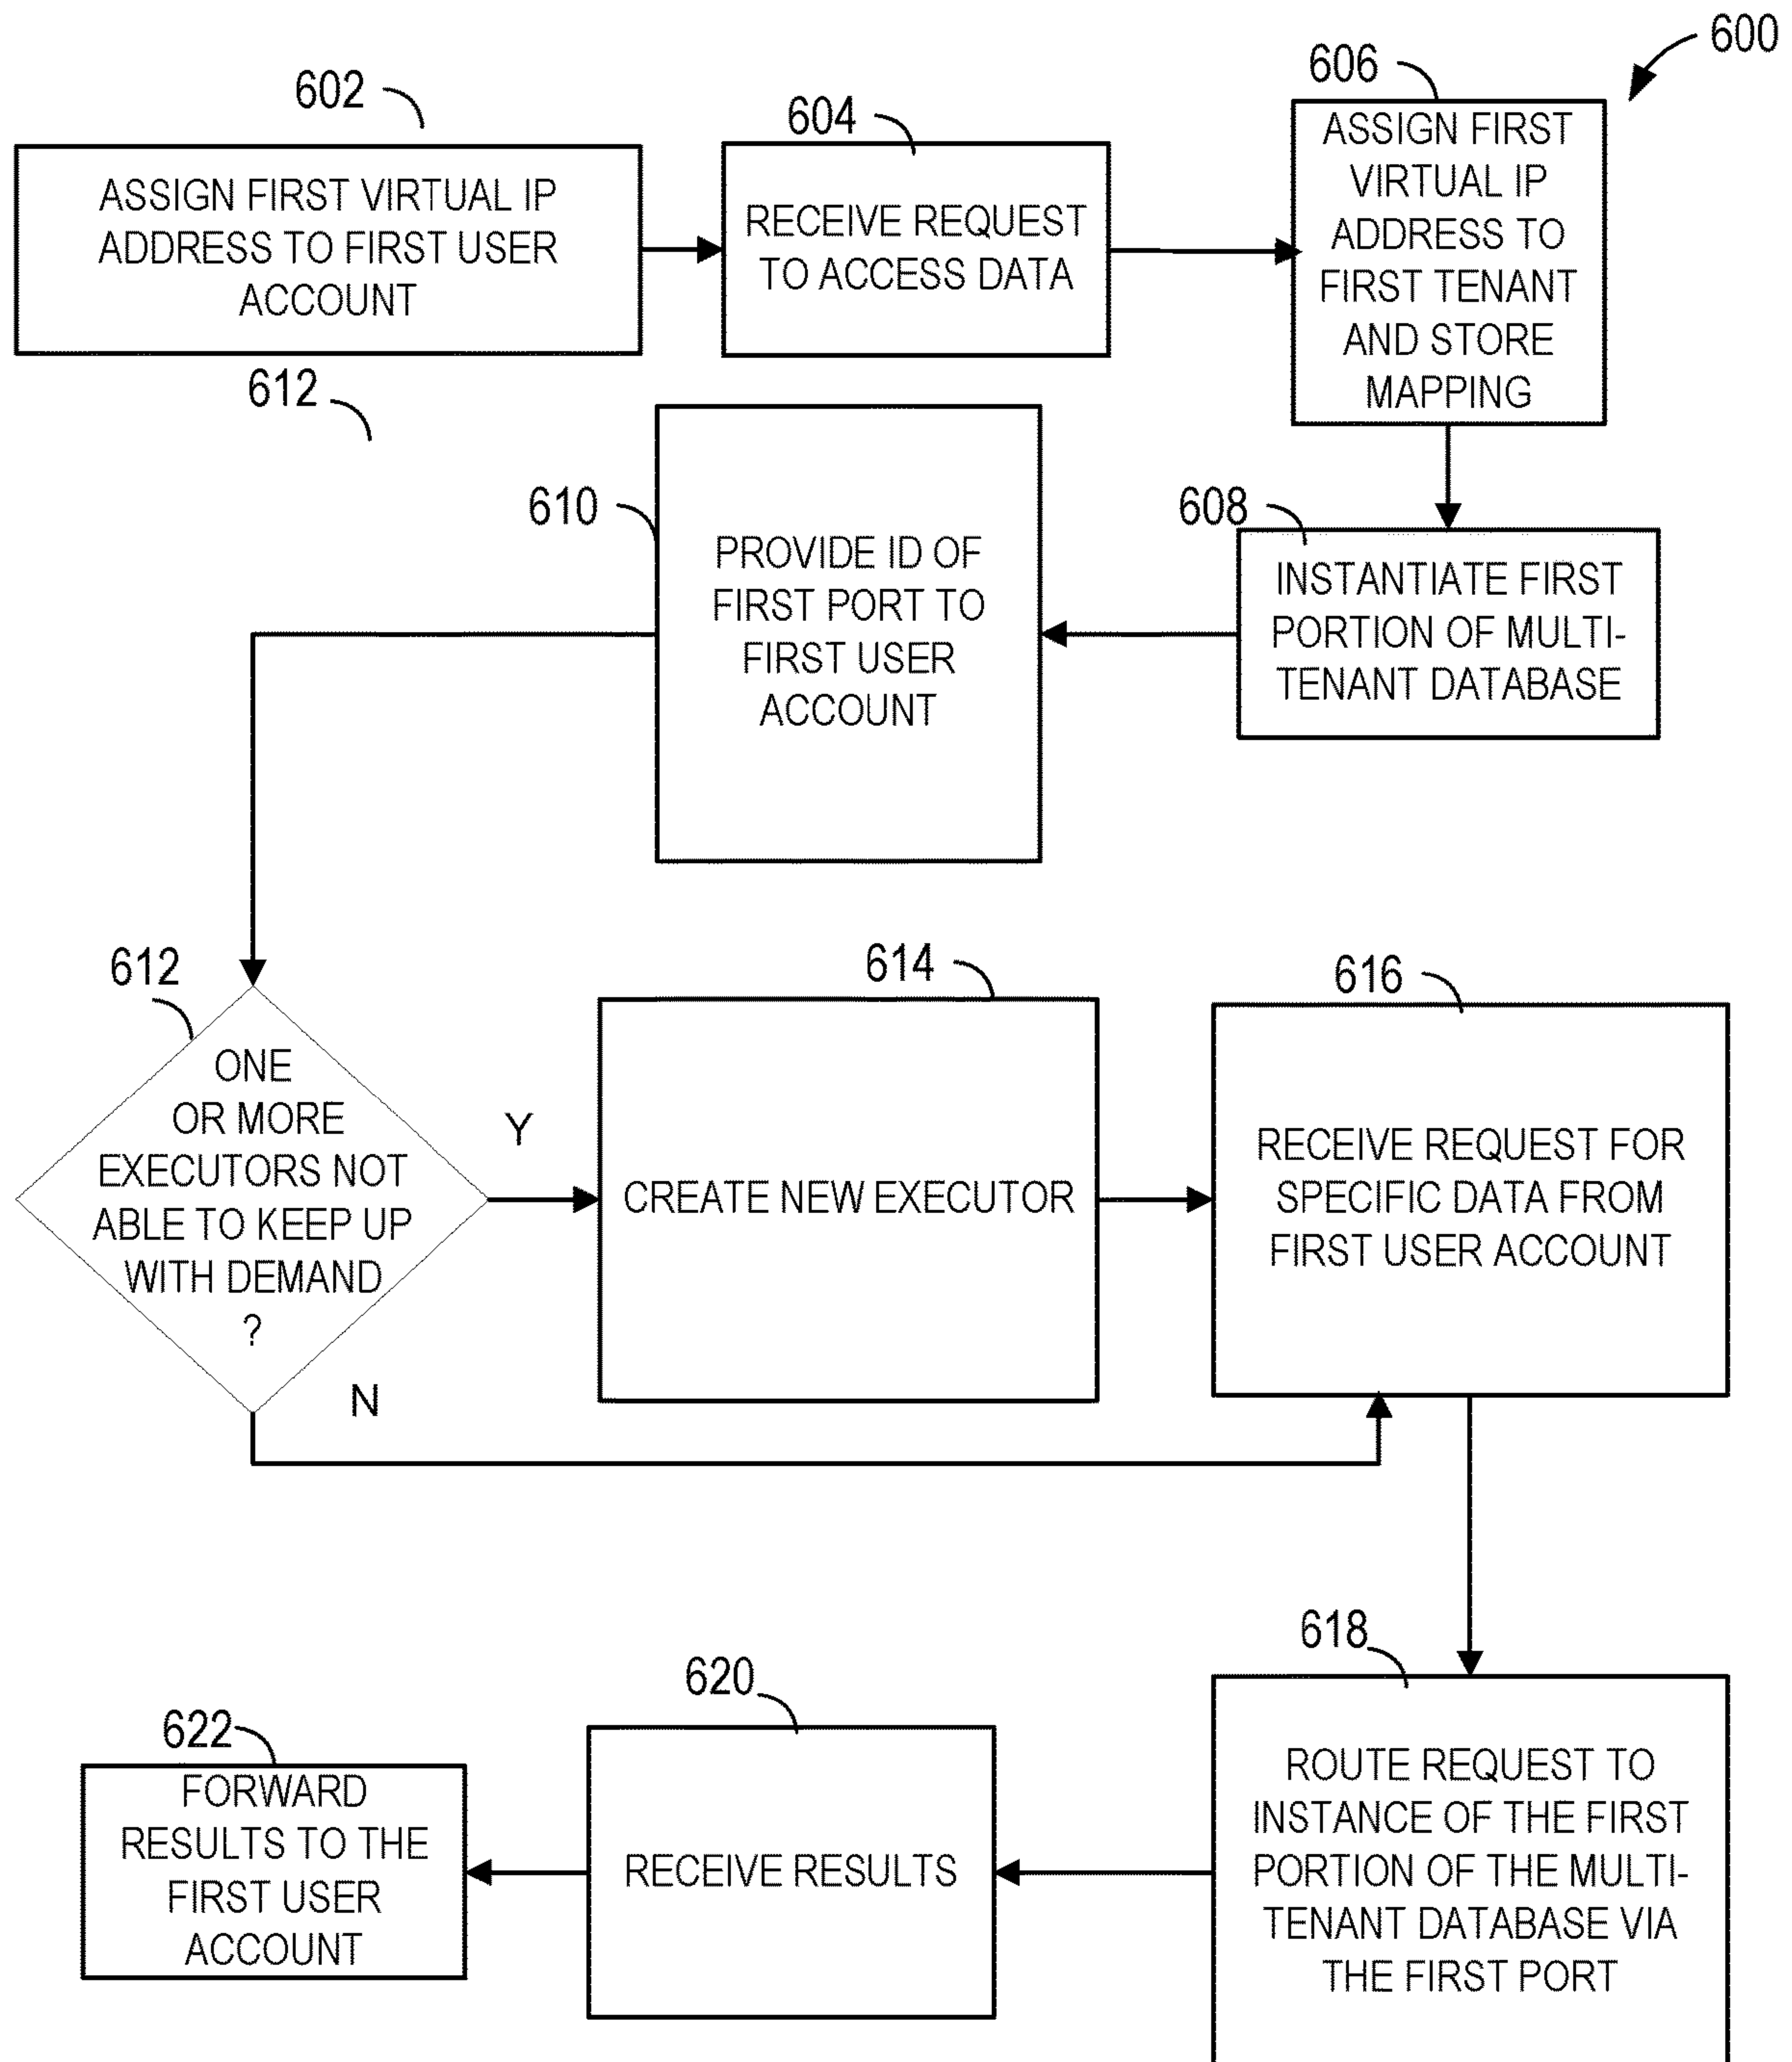 600
602
ASSIGN FIRST VIRTUAL IP
ADDRESS TO FIRST USER
ACCOUNT
604
RECEIVE REQUEST
TO ACCESS DATA
606
ASSIGN FIRST
VIRTUAL IP
ADDRESS TO
FIRST TENANT
AND STORE
MAPPING
612
608
INSTANTIATE FIRST
PORTION OF MULTI-
TENANT DATABASE
610
PROVIDE ID OF
FIRST PORT TO
FIRST USER
ACCOUNT
612
ONE
OR MORE
EXECUTORS NOT
ABLE TO KEEP UP
WITH DEMAND
?
Y
N
614
CREATE NEW EXECUTOR
616
RECEIVE REQUEST FOR
SPECIFIC DATA FROM
FIRST USER ACCOUNT
618
ROUTE REQUEST TO
INSTANCE OF THE FIRST
PORTION OF THE MULTI-
TENANT DATABASE VIA
THE FIRST PORT
620
RECEIVE RESULTS
622
FORWARD
RESULTS TO THE
FIRST USER
ACCOUNT